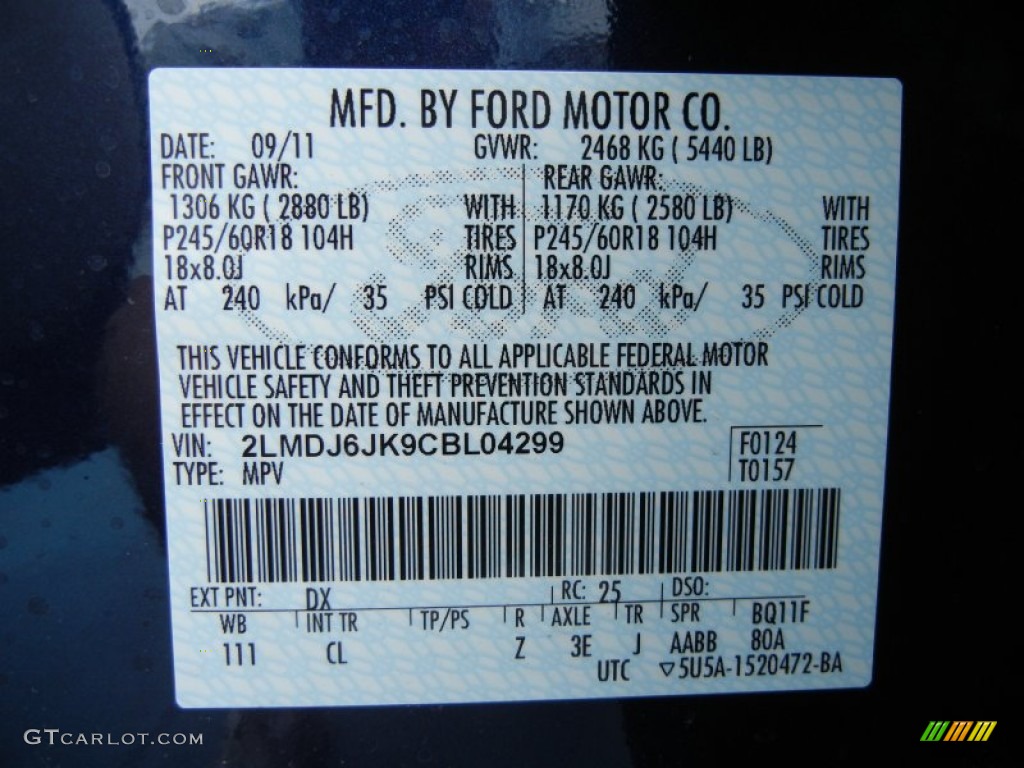 MFD. BY FORD MOTOR CO.
DATE: 09/11 GVWR: 2468 KG ( 5440 LB)
FRONT GAWR: REAR GAWR:
1306 KG ( 2880 LB) WITH 1170 KG ( 2580 LB) WITH
P245/60R18 104H TIRES P245/60R18 104H TIRES
18x8.0J RIMS 18x8.0J RIMS
AT 240 kPa/ 35 PSI COLD AT 240 kPa/ 35 PSI COLD
THIS VEHICLE CONFORMS TO ALL APPLICABLE FEDERAL MOTOR
VEHICLE SAFETY AND THEFT PREVENTION STANDARDS IN
EFFECT ON THE DATE OF MANUFACTURE SHOWN ABOVE.
VIN: 2LMDJ6JK9CBL04299 F0124
TYPE: MPV T0157
EXT PNT: DX RC: 25 DSO:
WB INT TR TP/PS R AXLE TR SPR BQ11F
111 CL Z 3E J AABB 80A
UTC ▽5U5A-1520472-BA
GTCARLOT.COM